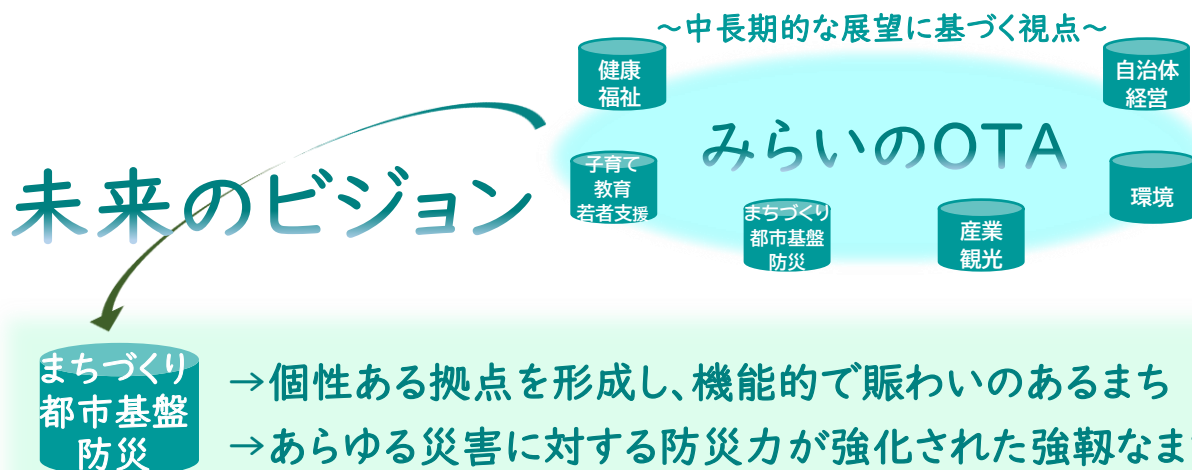 ～中長期的な展望に基づく視点～
健康
福祉
自治体
経営
みらいのOTA
子育て
教育
若者支援
環境
まちづくり
都市基盤
防災
産業
観光
未来のビジョン
まちづくり
都市基盤
防災
→個性ある拠点を形成し、機能的で賑わいのあるまち
→あらゆる災害に対する防災力が強化された強靱なま